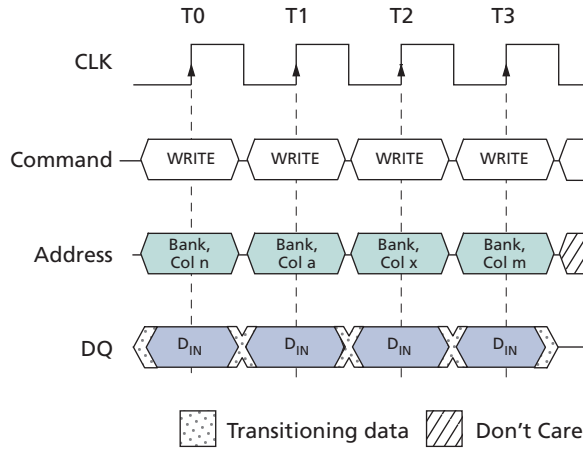 T0 T1 T2 T3
CLK
Command WRITE WRITE WRITE WRITE
Address Bank, Col n Bank, Col a Bank, Col x Bank, Col m
DQ DIN DIN DIN DIN
Transitioning data Don't Care